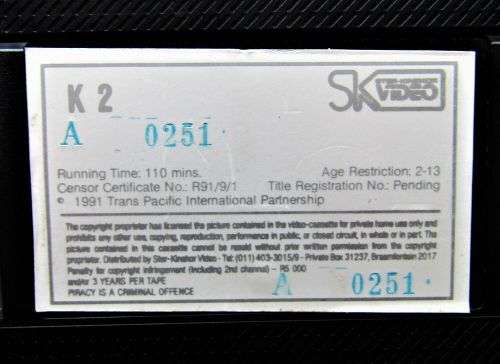 K 2
SK VIDEO
A 0251
Running Time: 110 mins. Age Restriction: 2-13
Censor Certificate No.: R91/9/1 Title Registration No.: Pending
© 1991 Trans Pacific International Partnership
The copyright proprietor has licensed the picture contained in the video-cassette for private home use only and
prohibits any other use, copying, reproduction, performance in public, or closed circuit, in whole or in part. The
picture contained in this cassette cannot be resold without prior written permission from the copyright
proprietor. Distributed by Ster-Kinekor Video - Tel: (011) 403-3015/9 - Private Box 31237, Braamfontein 2017
Penalty for copyright infringement (including 2nd channel) - R5 000
and/or 3 YEARS PER TAPE
PIRACY IS A CRIMINAL OFFENCE
A 0251